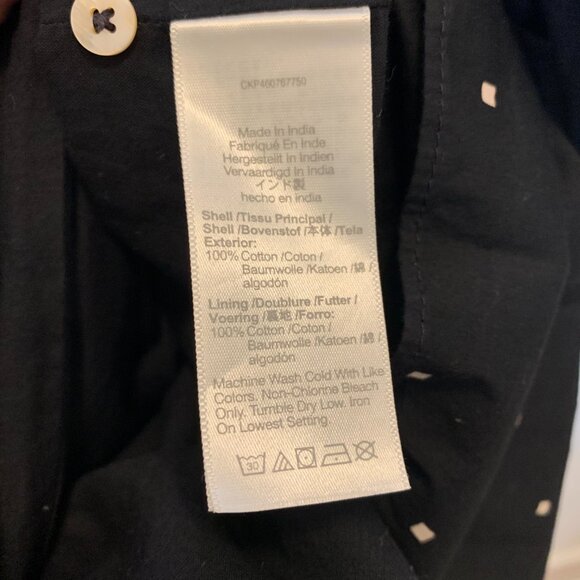 CKP460767750
Made In India
Fabriqué En Inde
Hergestellt in Indien
Vervaardigd In India
インド製
hecho en india
Shell /Tissu Principal /
Shell /Bovenstof /本体 /Tela
Exterior:
100% Cotton /Coton /
Baumwolle /Katoen /綿 /
algodón
Lining /Doublure /Futter /
Voering /裏地 /Forro:
100% Cotton /Coton /
Baumwolle /Katoen /綿 /
algodón
Machine Wash Cold With Like
Colors. Non-Chlorine Bleach
Only. Tumble Dry Low. Iron
On Lowest Setting.
30